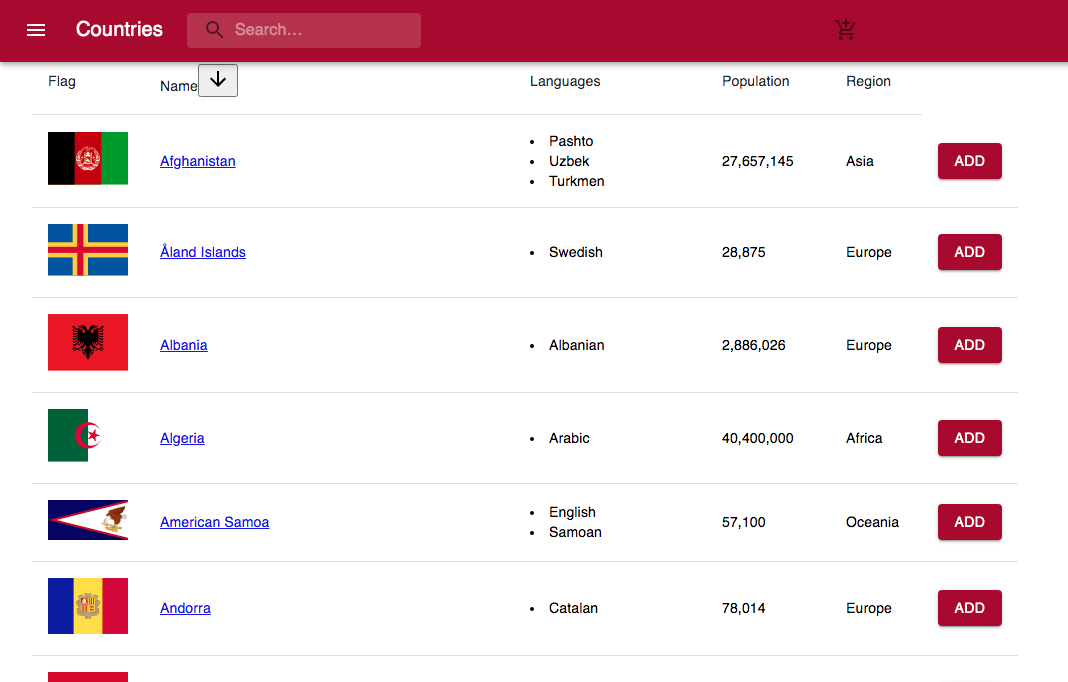 Countries Search...
Flag Name Languages Population Region
Afghanistan Pashto 27,657,145 Asia ADD
Uzbek
Turkmen
Åland Islands Swedish 28,875 Europe ADD
Albania Albanian 2,886,026 Europe ADD
Algeria Arabic 40,400,000 Africa ADD
American Samoa English 57,100 Oceania ADD
Samoan
Andorra Catalan 78,014 Europe ADD